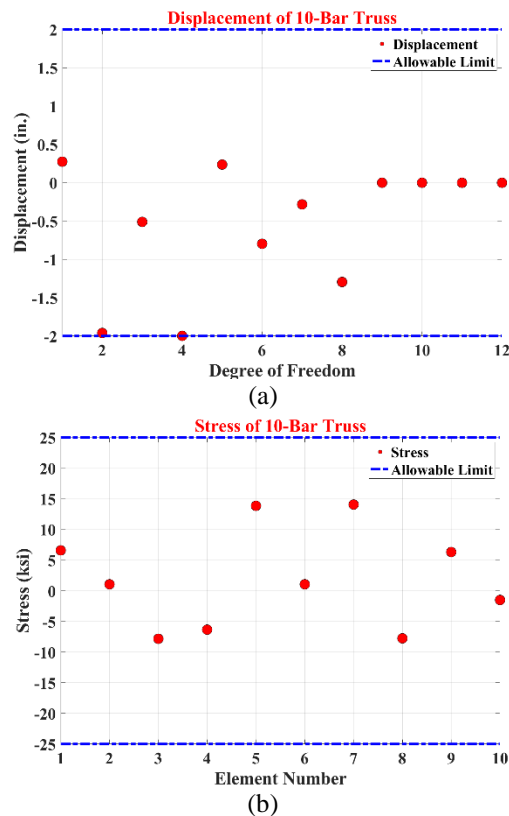 Displacement of 10-Bar Truss
2
1.5
1
0.5
0
-0.5
-1
-1.5
-2
Displacement (in.)
Displacement
Allowable Limit
2 4 6 8 10 12
Degree of Freedom
(a)
Stress of 10-Bar Truss
25
20
15
10
5
0
-5
-10
-15
-20
-25
Stress (ksi)
Stress
Allowable Limit
1 2 3 4 5 6 7 8 9 10
Element Number
(b)